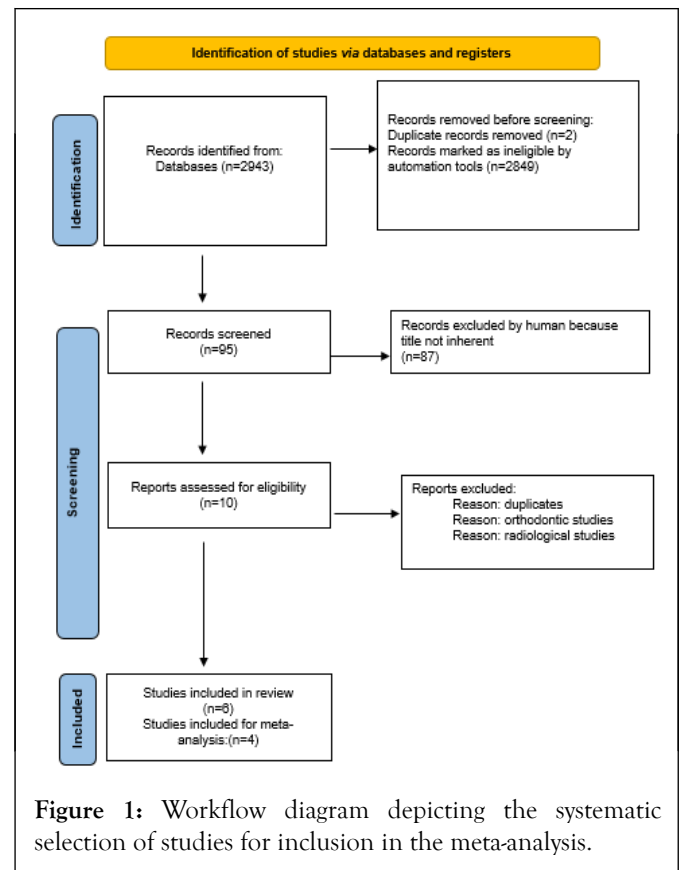 Identification of studies via databases and registers
Identification
Records identified from:
Databases (n=2943)
Records removed before screening:
Duplicate records removed (n=2)
Records marked as ineligible by
automation tools (n=2849)
Screening
Records screened
(n=95)
Records excluded by human because
title not inherent
(n=87)
Reports assessed for eligibility
(n=10)
Reports excluded:
Reason: duplicates
Reason: orthodontic studies
Reason: radiological studies
Included
Studies included in review
(n=6)
Studies included for meta-
analysis:(n=4)
Figure 1: Workflow diagram depicting the systematic
selection of studies for inclusion in the meta-analysis.